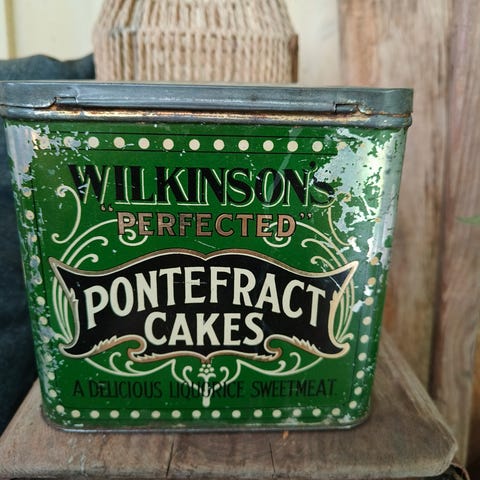 WILKINSON'S
"PERFECTED"
PONTEFRACT
CAKES
A DELICIOUS LIQUORICE SWEETMEAT.